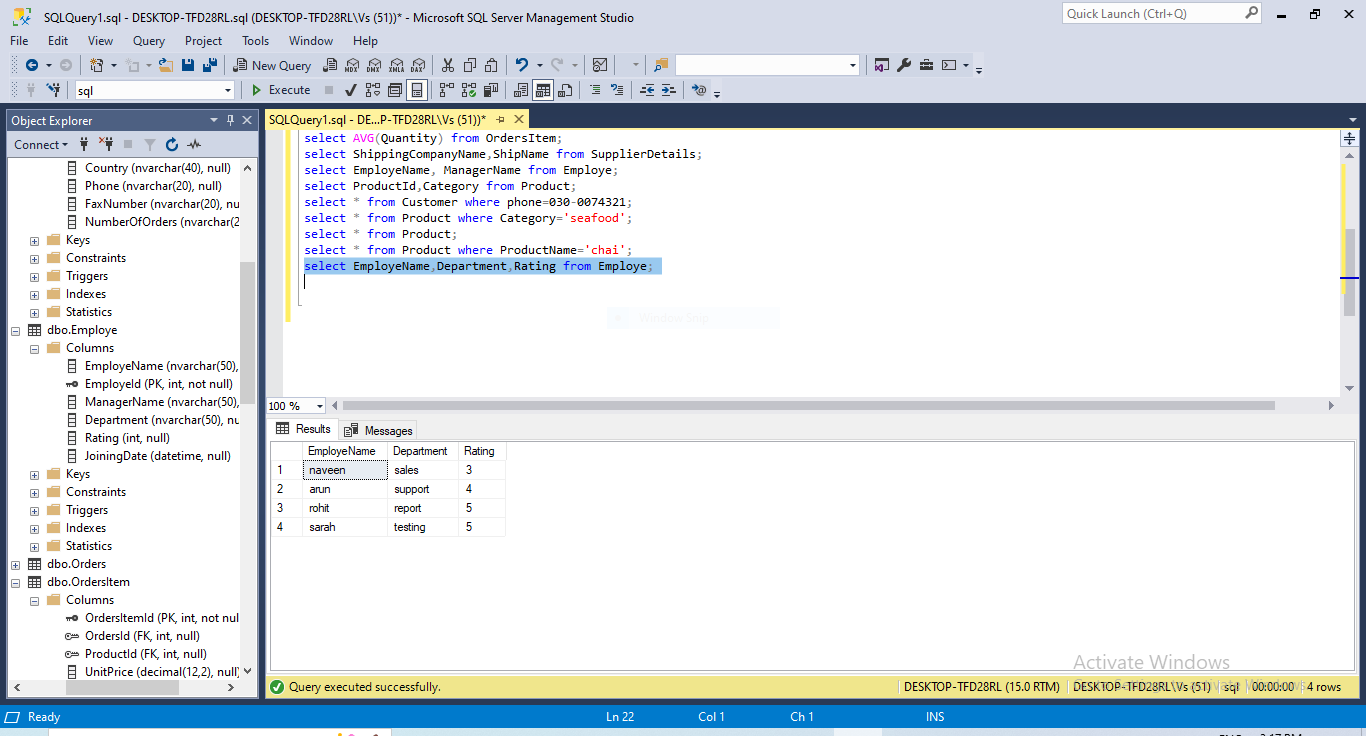 SQLQuery1.sql - DESKTOP-TFD28RL.sql (DESKTOP-TFD28RL\Vs (51))* - Microsoft SQL Server Management Studio
Quick Launch (Ctrl+Q)
File Edit View Query Project Tools Window Help
New Query MDX DMX XMLA DAX
sql Execute
Object Explorer
Connect
Country (nvarchar(40), null)
Phone (nvarchar(20), null)
FaxNumber (nvarchar(20), nu
NumberOfOrders (nvarchar(2
Keys
Constraints
Triggers
Indexes
Statistics
dbo.Employe
Columns
EmployeName (nvarchar(50),
EmployeId (PK, int, not null)
ManagerName (nvarchar(50),
Department (nvarchar(50), nu
Rating (int, null)
JoiningDate (datetime, null)
Keys
Constraints
Triggers
Indexes
Statistics
dbo.Orders
dbo.OrdersItem
Columns
OrdersItemId (PK, int, not nul
OrdersId (FK, int, null)
ProductId (FK, int, null)
UnitPrice (decimal(12,2), null)
SQLQuery1.sql - DE...P-TFD28RL\Vs (51))*
select AVG(Quantity) from OrdersItem;
select ShippingCompanyName,ShipName from SupplierDetails;
select EmployeName, ManagerName from Employe;
select ProductId,Category from Product;
select * from Customer where phone=030-0074321;
select * from Product where Category='seafood';
select * from Product;
select * from Product where ProductName='chai';
select EmployeName,Department,Rating from Employe;
Window Snip
100 %
Results Messages
EmployeName Department Rating
1 naveen sales 3
2 arun support 4
3 rohit report 5
4 sarah testing 5
Activate Windows
Query executed successfully.
DESKTOP-TFD28RL (15.0 RTM) DESKTOP-TFD28RL\Vs (51) sql 00:00:00 4 rows
Ready Ln 22 Col 1 Ch 1 INS